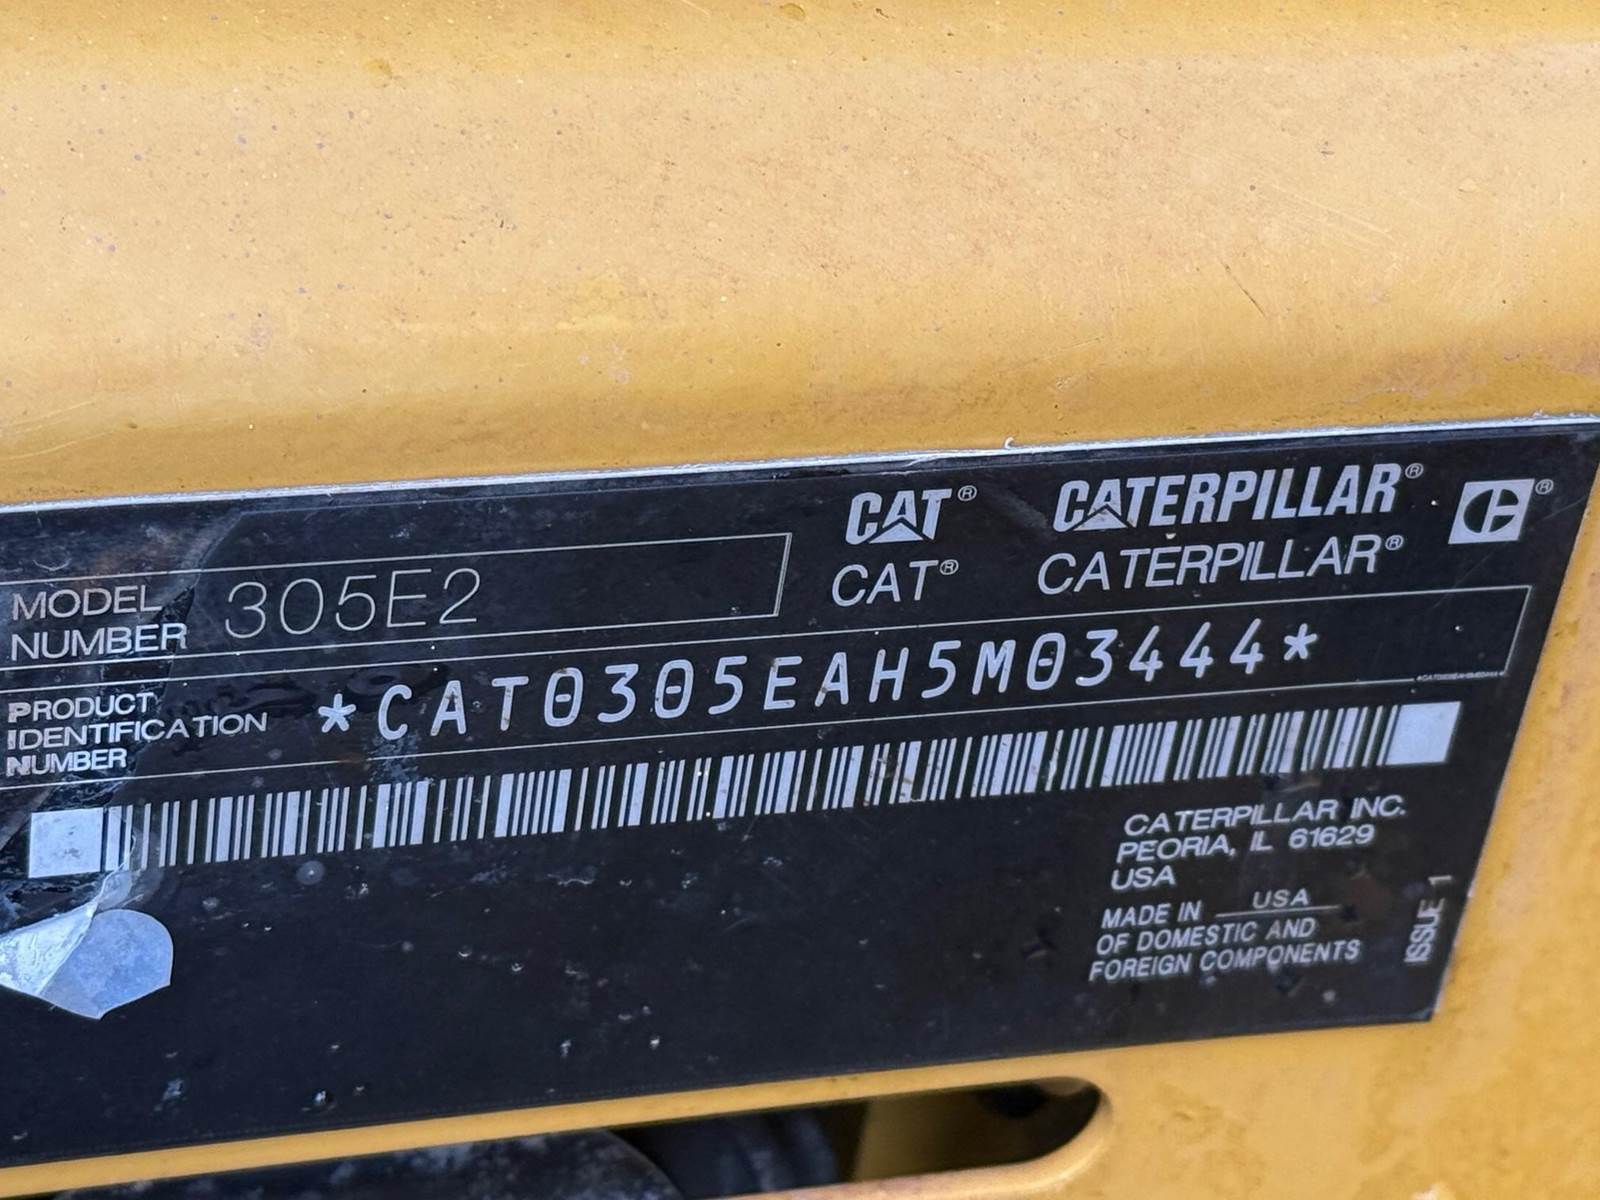 CAT® CATERPILLAR®
CAT® CATERPILLAR®
MODEL NUMBER 305E2
PRODUCT IDENTIFICATION NUMBER *CAT0305EAH5M03444*
CATERPILLAR INC.
PEORIA, IL 61629
USA
MADE IN USA
OF DOMESTIC AND
FOREIGN COMPONENTS
ISSUE 1